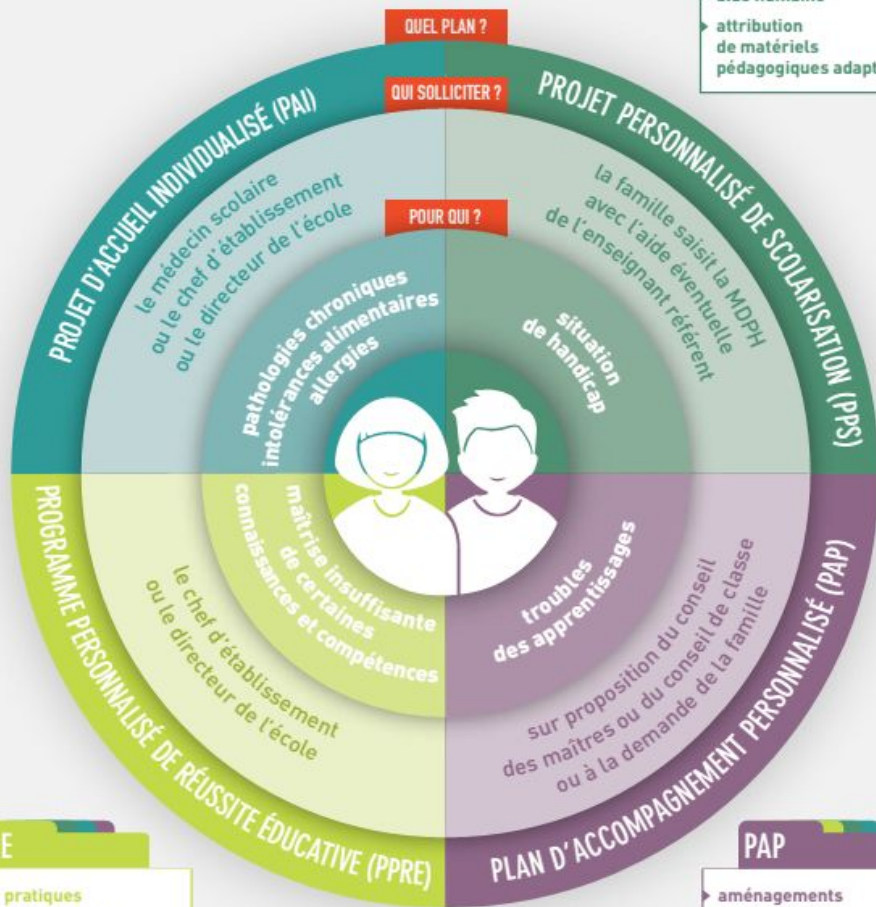 attribution
de matériels
QUEL PLAN ?
QUI SOLLICITER ?
POUR QUI ?
PROJET D'ACCUEIL INDIVIDUALISÉ (PAI)
le médecin scolaire
ou le chef d'établissement
ou le directeur de l'école
pathologies chroniques
intolérances alimentaires
allergies
PROJET PERSONNALISÉ DE SCOLARISATION (PPS)
la famille saisit la MDPH
avec l'aide éventuelle
de l'enseignant référent
situation
de handicap
PROGRAMME PERSONNALISÉ DE RÉUSSITE ÉDUCATIVE (PPRE)
le chef d'établissement
ou le directeur de l'école
maîtrise insuffisante
de certaines
connaissances et compétences
PLAN D'ACCOMPAGNEMENT PERSONNALISÉ (PAP)
sur proposition du conseil
des maîtres ou du conseil de classe
ou à la demande de la famille
troubles
des apprentissages
E
pratiques
PAP
aménagements
pédagogiques